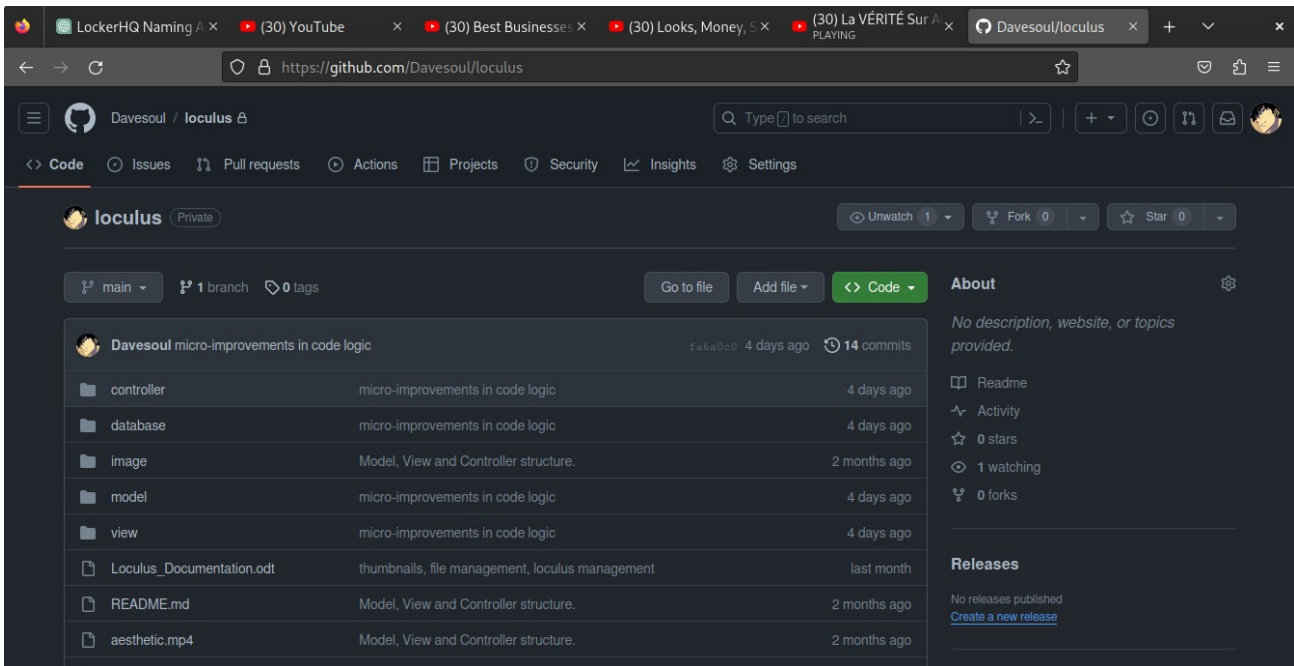 LockerHQ Naming A
(30) YouTube
(30) Best Businesses
(30) Looks, Money, S
(30) La VÉRITÉ Sur A
PLAYING
Davesoul/loculus
https://github.com/Davesoul/loculus
Davesoul / loculus
Type / to search
Code
Issues
Pull requests
Actions
Projects
Security
Insights
Settings
loculus Private
Unwatch 1
Fork 0
Star 0
main
1 branch
0 tags
Go to file
Add file
Code
About
No description, website, or topics
provided.
Davesoul micro-improvements in code logic fa6a0c0 4 days ago 14 commits
controller micro-improvements in code logic 4 days ago
database micro-improvements in code logic 4 days ago
image Model, View and Controller structure. 2 months ago
model micro-improvements in code logic 4 days ago
view micro-improvements in code logic 4 days ago
Loculus_Documentation.odt thumbnails, file management, loculus management last month
README.md Model, View and Controller structure. 2 months ago
aesthetic.mp4 Model, View and Controller structure. 2 months ago
Readme
Activity
0 stars
1 watching
0 forks
Releases
No releases published
Create a new release